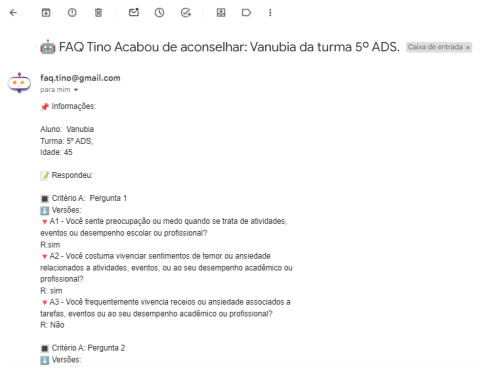 🤖 FAQ Tino Acabou de aconselhar: Vanubia da turma 5º ADS. Caixa de entrada x
faq.tino@gmail.com
para mim
📌 Informações:
Aluno:  Vanubia
Turma: 5º ADS,
Idade: 45
📝 Respondeu:
🔳 Critério A:  Pergunta 1
⬇️ Versões:
🔻A1 - Você sente preocupação ou medo quando se trata de atividades,
eventos ou desempenho escolar ou profissional?
R:sim
🔻A2 - Você costuma vivenciar sentimentos de temor ou ansiedade
relacionados a atividades, eventos, ou ao seu desempenho acadêmico ou
profissional?
R: sim
🔻A3 - Você frequentemente vivencia receios ou ansiedade associados a
tarefas, eventos ou ao seu desempenho acadêmico ou profissional?
R: Não
🔳 Critério A: Pergunta 2
⬇️ Versões: